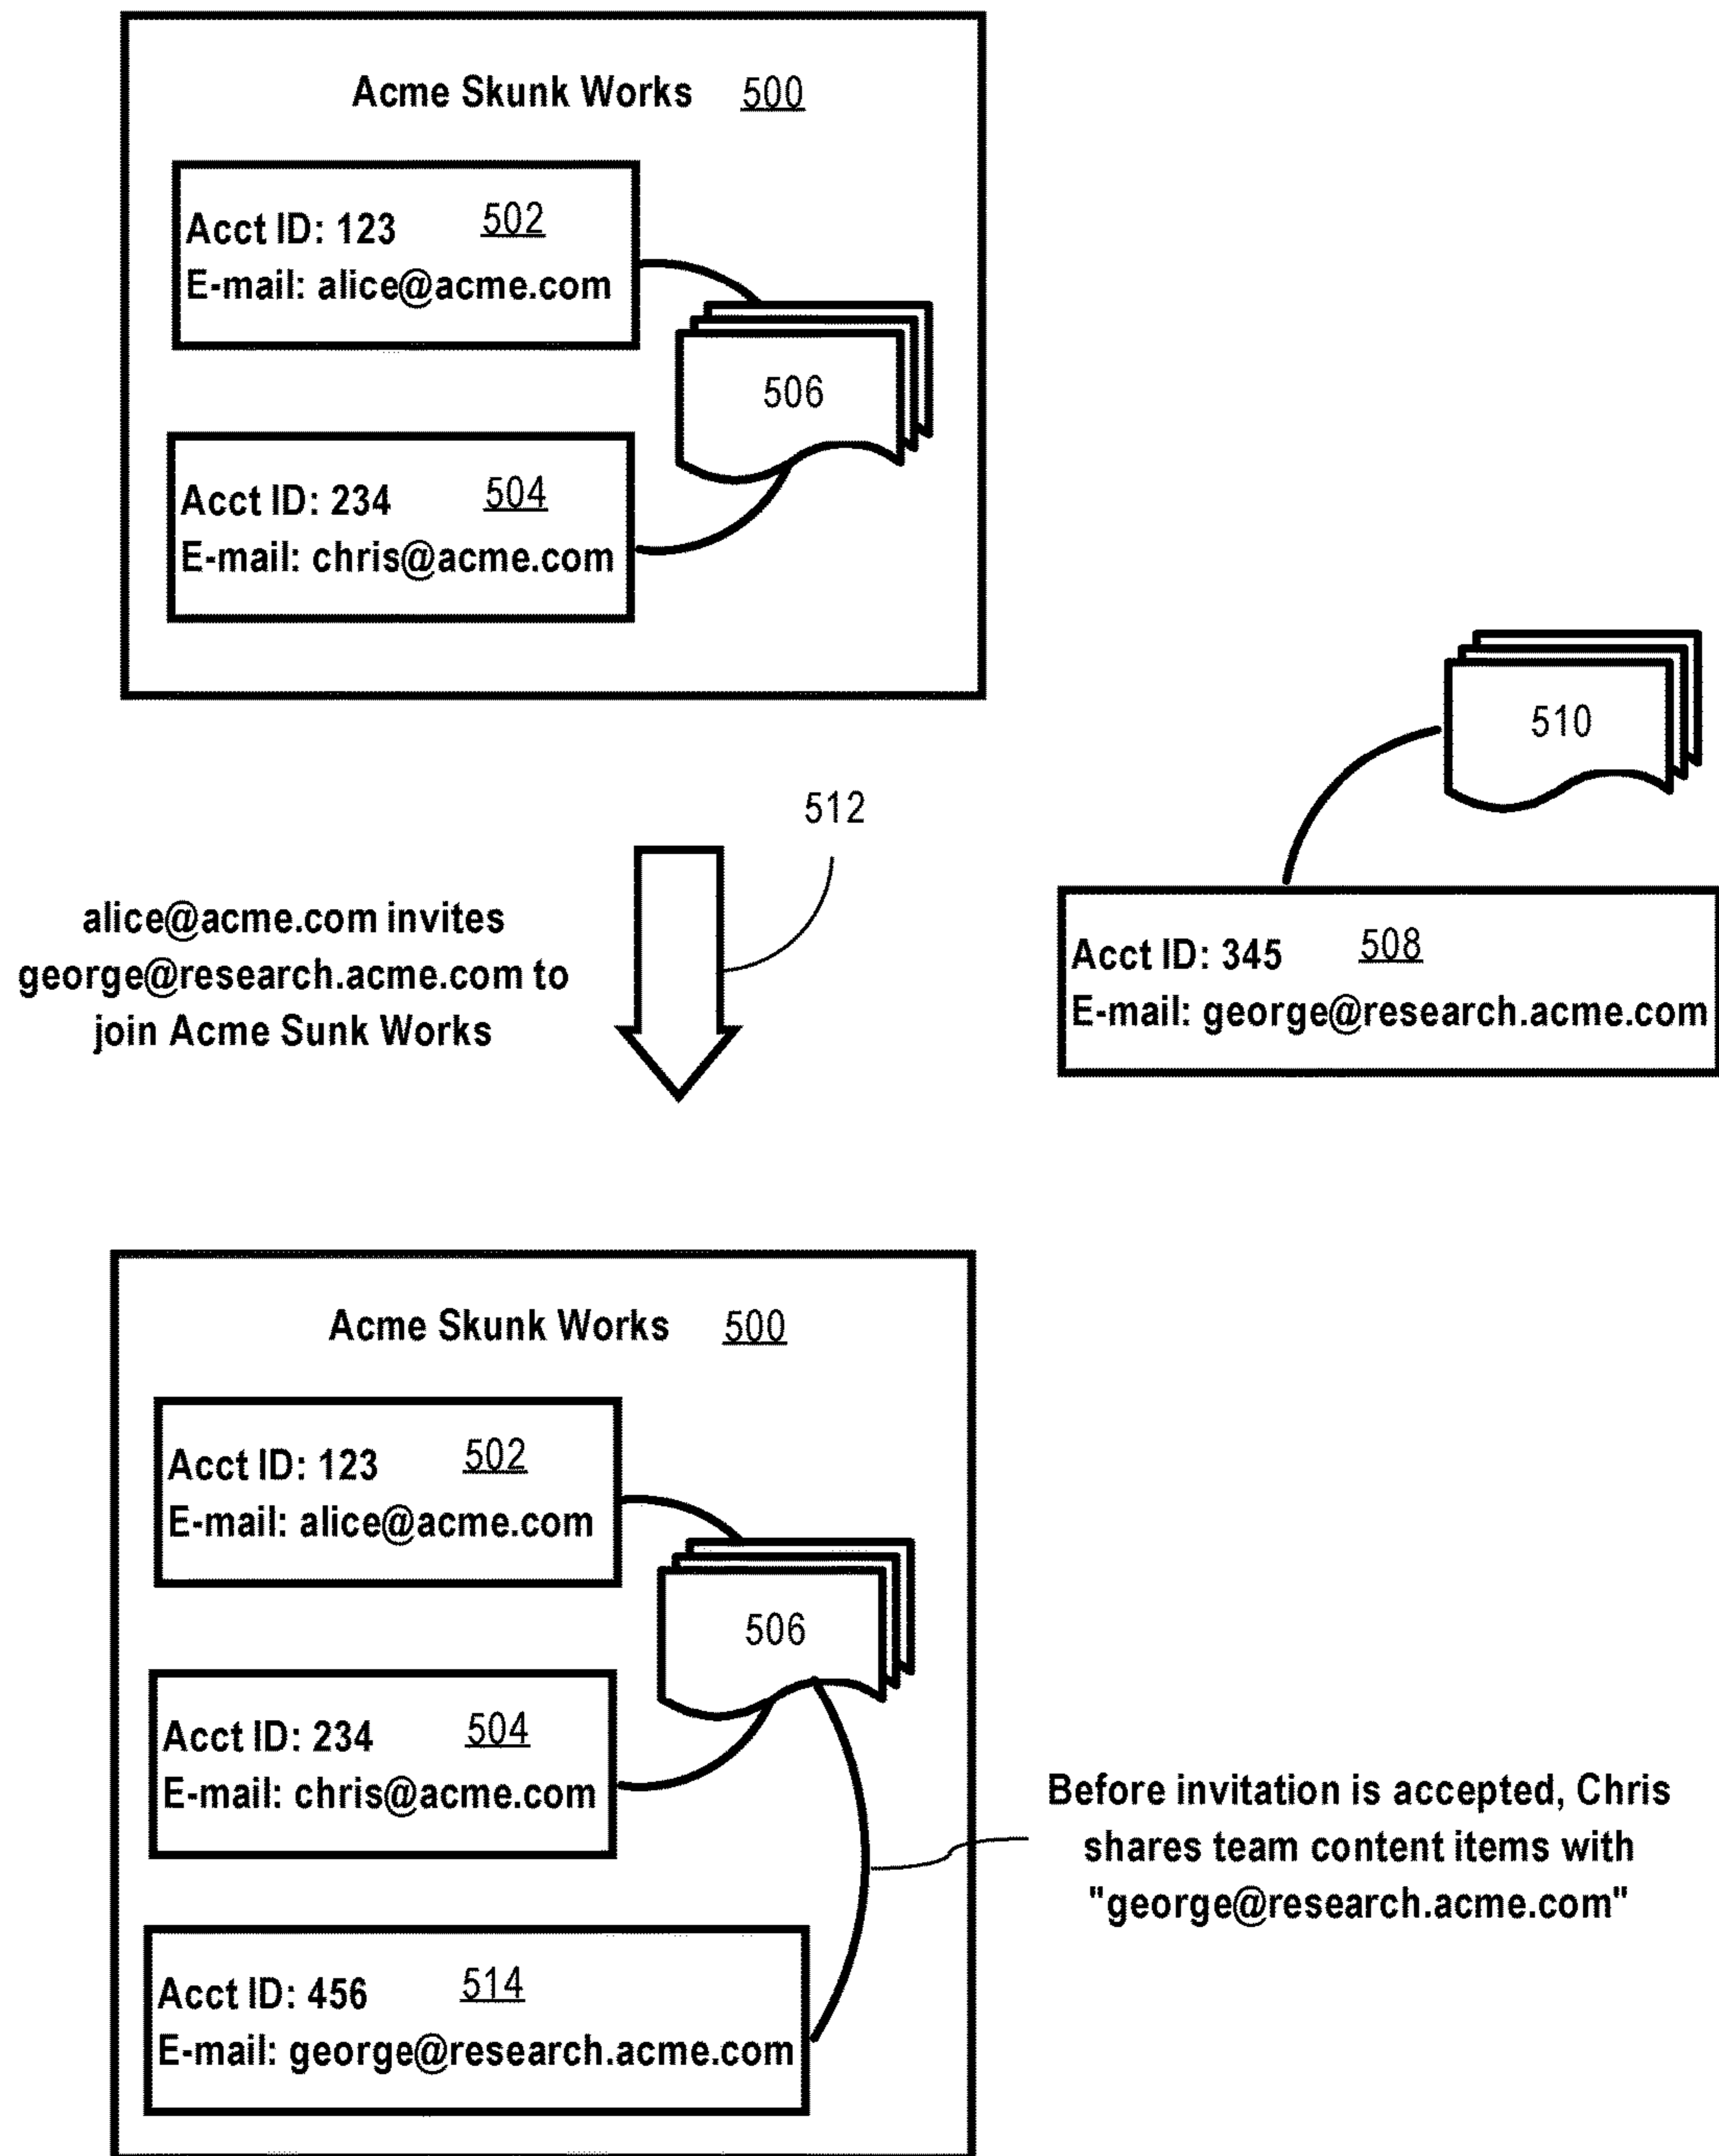 Acme Skunk Works 500
Acct ID: 123 502
E-mail: alice@acme.com
506
Acct ID: 234 504
E-mail: chris@acme.com
510
512
alice@acme.com invites
george@research.acme.com to
join Acme Sunk Works
Acct ID: 345 508
E-mail: george@research.acme.com
Acme Skunk Works 500
Acct ID: 123 502
E-mail: alice@acme.com
506
Acct ID: 234 504
E-mail: chris@acme.com
Before invitation is accepted, Chris
shares team content items with
"george@research.acme.com"
Acct ID: 456 514
E-mail: george@research.acme.com